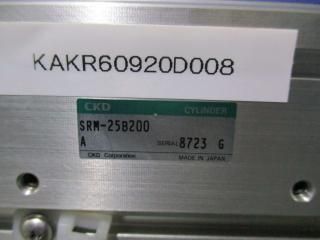 KAKR60920D008
CKD CYLINDER
SRM-25B200
A SERIAL 8723 G
CKD Corporation MADE IN JAPAN